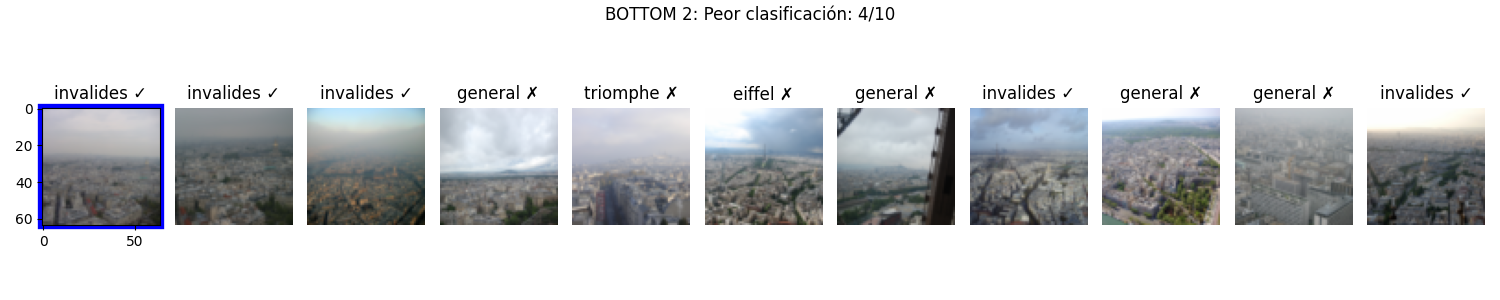 BOTTOM 2: Peor clasificación: 4/10
invalides ✓ invalides ✓ invalides ✓ general ✗ triomphe ✗ eiffel ✗ general ✗ invalides ✓ general ✗ general ✗ invalides ✓
0
20
40
60
0 50